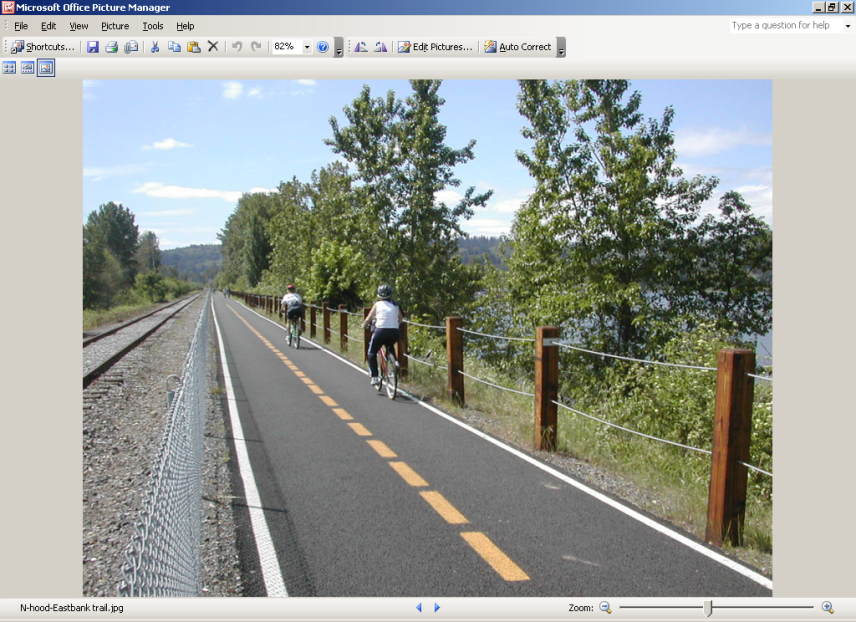 Microsoft Office Picture Manager
File Edit View Picture Tools Help
Type a question for help
Shortcuts... 82% Edit Pictures... Auto Correct
N-hood-Eastbank trail.jpg
Zoom: